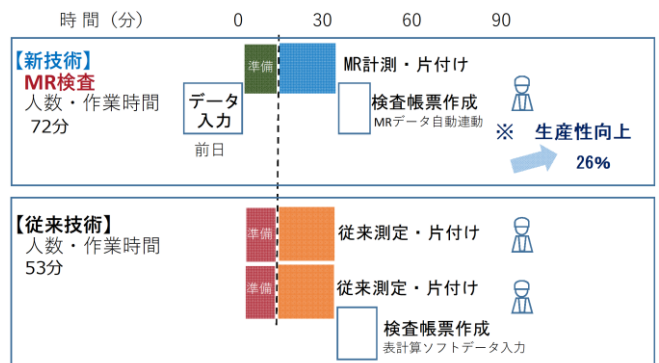 時間（分） 0 30 60 90
【新技術】
MR検査
人数・作業時間
72分
準備
MR計測・片付け
データ
入力
前日
検査帳票作成
MRデータ自動連動
※ 生産性向上
26%
【従来技術】
人数・作業時間
53分
準備
従来測定・片付け
準備
従来測定・片付け
検査帳票作成
表計算ソフトデータ入力